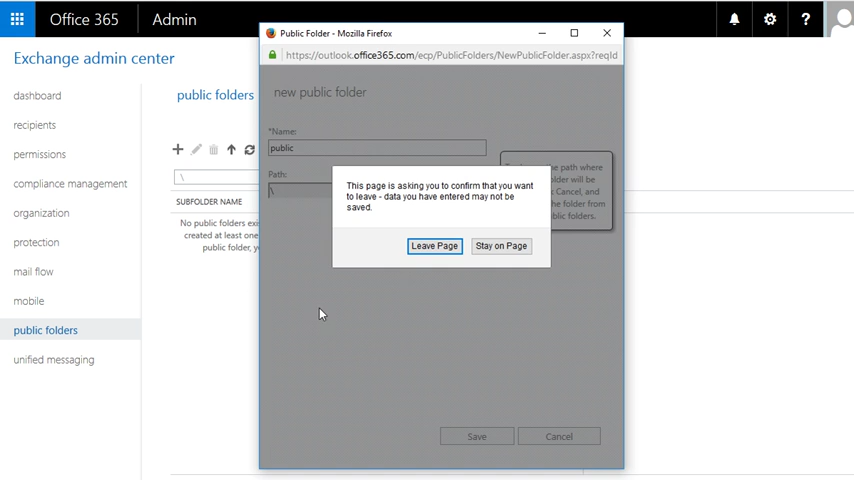 Office 365
Admin
?
Exchange admin center
dashboard
recipients
permissions
compliance management
organization
protection
mail flow
mobile
public folders
unified messaging
public folders
\
SUBFOLDER NAME
No public folders exis
created at least one
public folder, y
Public Folder - Mozilla Firefox
https://outlook.office365.com/ecp/PublicFolders/NewPublicFolder.aspx?reqId
new public folder
*Name:
public
Path:
\
e path where
older will be
k Cancel, and
the folder from
olic folders.
This page is asking you to confirm that you want
to leave - data you have entered may not be
saved.
Leave Page
Stay on Page
Save
Cancel